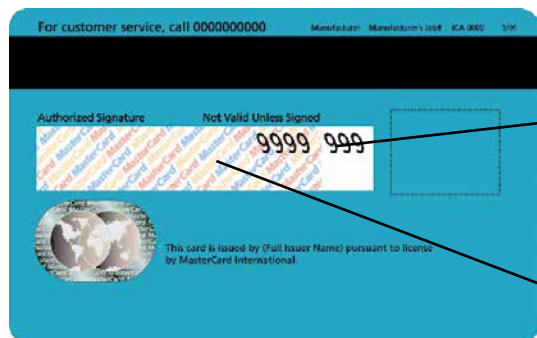 For customer service, call 0000000000 Manufacturer Manufacturer's Job# ICA 0000
Authorized Signature Not Valid Unless Signed
9999 999
MasterCard
This card is issued by (Full Issuer Name) pursuant to license
by MasterCard International.